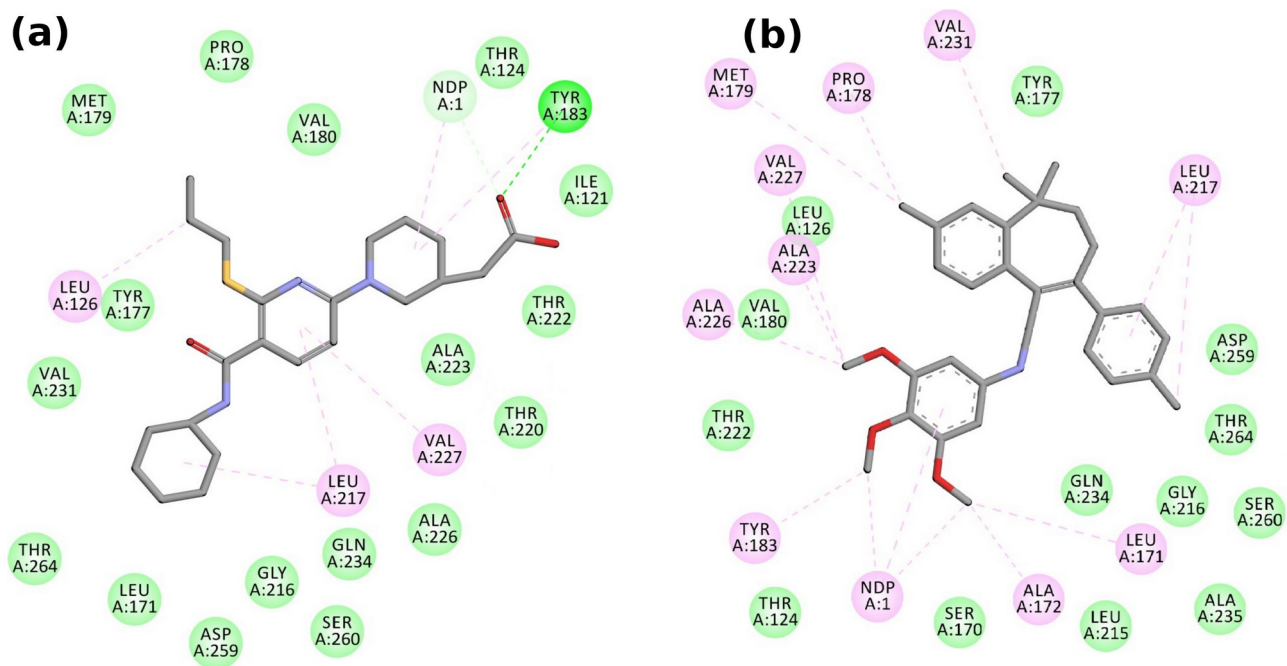 (a)
PRO
A:178
THR
A:124
NDP
A:1
TYR
A:183
MET
A:179
VAL
A:180
ILE
A:121
LEU
A:126
TYR
A:177
THR
A:222
ALA
A:223
VAL
A:231
THR
A:220
VAL
A:227
LEU
A:217
ALA
A:226
GLN
A:234
THR
A:264
GLY
A:216
LEU
A:171
SER
A:260
ASP
A:259
(b)
VAL
A:231
MET
A:179
PRO
A:178
TYR
A:177
VAL
A:227
LEU
A:217
LEU
A:126
ALA
A:223
ALA
A:226
VAL
A:180
ASP
A:259
THR
A:222
THR
A:264
GLN
A:234
GLY
A:216
SER
A:260
TYR
A:183
LEU
A:171
NDP
A:1
ALA
A:172
THR
A:124
SER
A:170
LEU
A:215
ALA
A:235